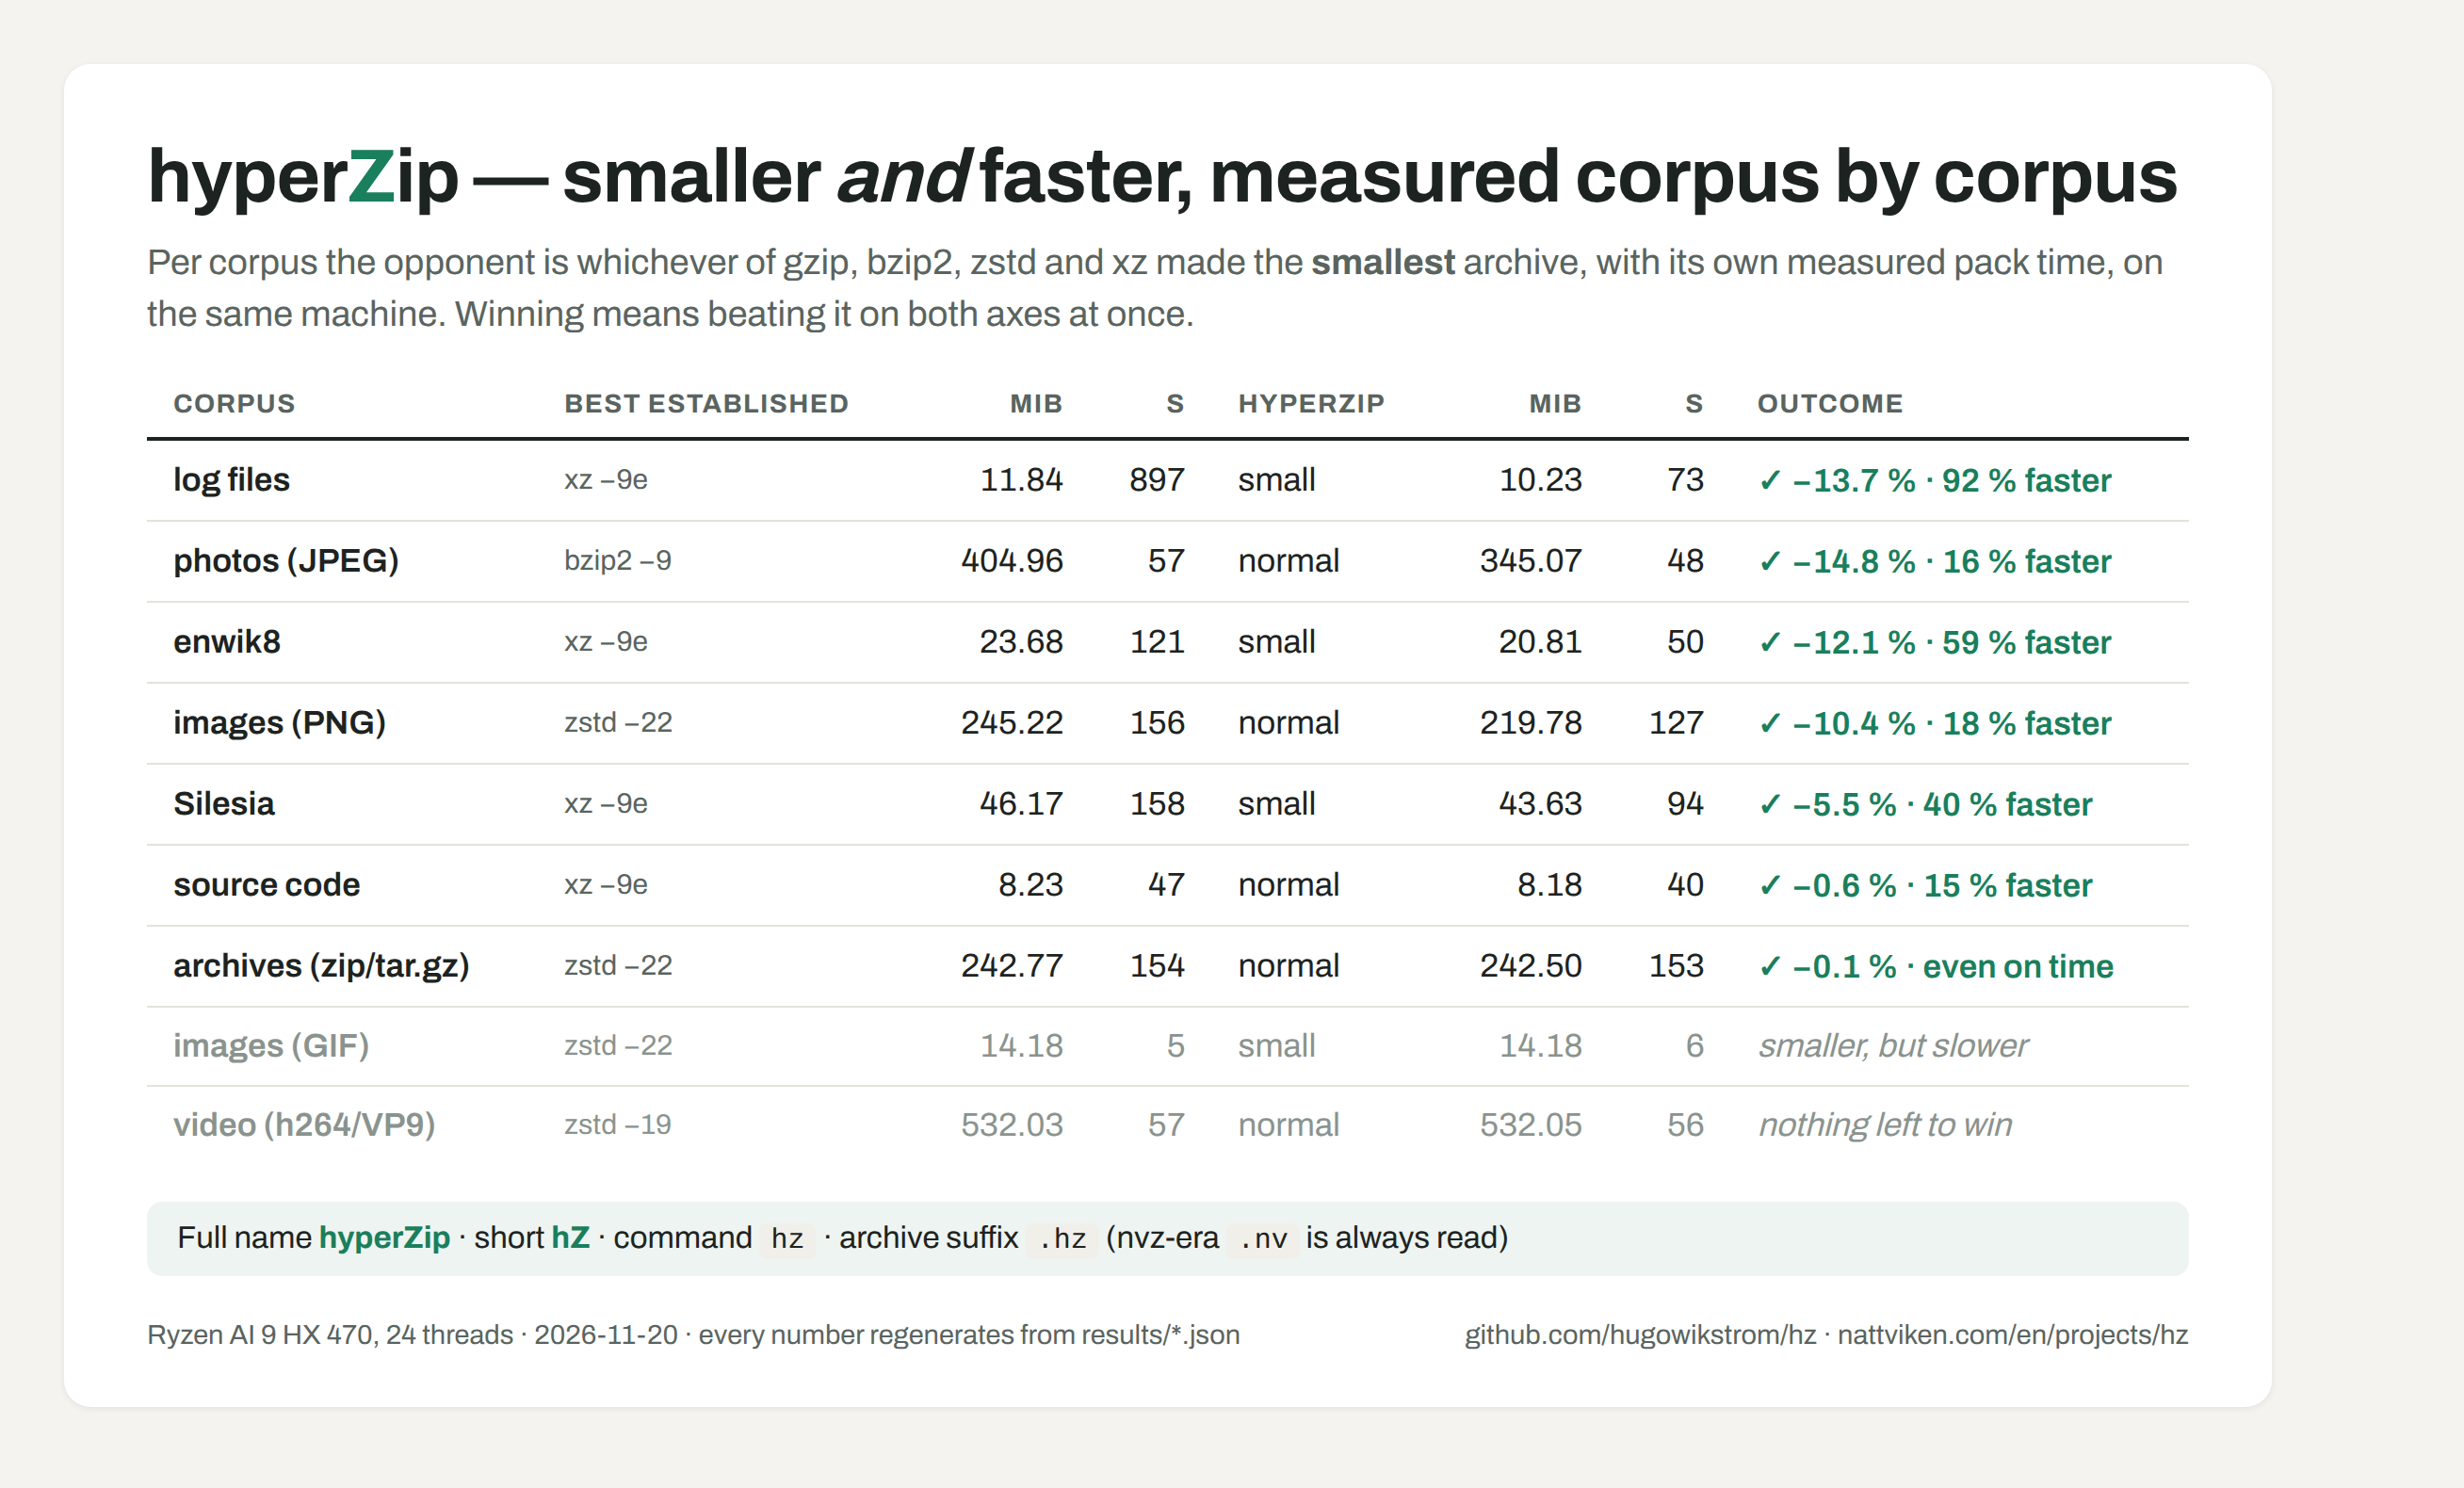 hyperZip — smaller and faster, measured corpus by corpus
Per corpus the opponent is whichever of gzip, bzip2, zstd and xz made the smallest archive, with its own measured pack time, on
the same machine. Winning means beating it on both axes at once.
CORPUS BEST ESTABLISHED MIB S HYPERZIP MIB S OUTCOME
log files xz –9e 11.84 897 small 10.23 73 ✓ –13.7 % · 92 % faster
photos (JPEG) bzip2 –9 404.96 57 normal 345.07 48 ✓ –14.8 % · 16 % faster
enwik8 xz –9e 23.68 121 small 20.81 50 ✓ –12.1 % · 59 % faster
images (PNG) zstd –22 245.22 156 normal 219.78 127 ✓ –10.4 % · 18 % faster
Silesia xz –9e 46.17 158 small 43.63 94 ✓ –5.5 % · 40 % faster
source code xz –9e 8.23 47 normal 8.18 40 ✓ –0.6 % · 15 % faster
archives (zip/tar.gz) zstd –22 242.77 154 normal 242.50 153 ✓ –0.1 % · even on time
images (GIF) zstd –22 14.18 5 small 14.18 6 smaller, but slower
video (h264/VP9) zstd –19 532.03 57 normal 532.05 56 nothing left to win
Full name hyperZip · short hZ · command hz · archive suffix .hz (nvz-era .nv is always read)
Ryzen AI 9 HX 470, 24 threads · 2026-11-20 · every number regenerates from results/*.json github.com/hugowikstrom/hz · nattviken.com/en/projects/hz